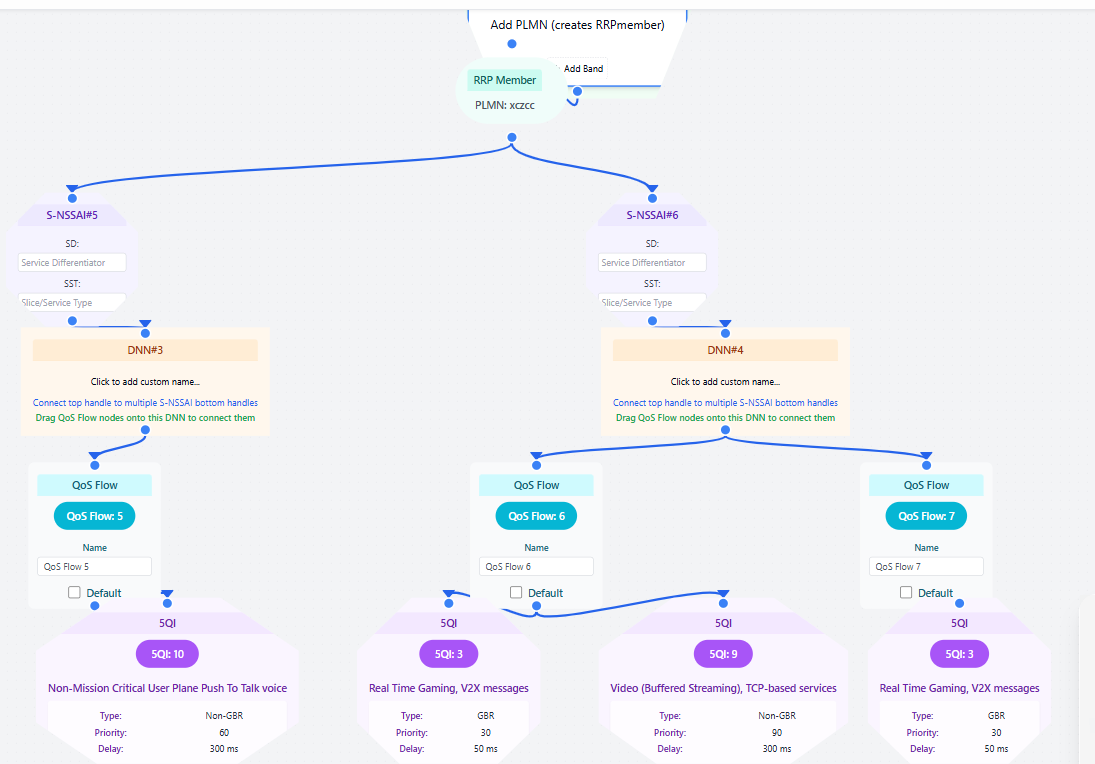 Add PLMN (creates RRPmember)
Add Band
RRP Member
PLMN: xczcc
S-NSSAI#5
SD:
Service Differentiator
SST:
Slice/Service Type
S-NSSAI#6
SD:
Service Differentiator
SST:
Slice/Service Type
DNN#3
Click to add custom name...
Connect top handle to multiple S-NSSAI bottom handles
Drag QoS Flow nodes onto this DNN to connect them
DNN#4
Click to add custom name...
Connect top handle to multiple S-NSSAI bottom handles
Drag QoS Flow nodes onto this DNN to connect them
QoS Flow
QoS Flow: 5
Name
QoS Flow 5
Default
QoS Flow
QoS Flow: 6
Name
QoS Flow 6
Default
QoS Flow
QoS Flow: 7
Name
QoS Flow 7
Default
5QI
5QI: 10
Non-Mission Critical User Plane Push To Talk voice
Type: Non-GBR
Priority: 60
Delay: 300 ms
5QI
5QI: 3
Real Time Gaming, V2X messages
Type: GBR
Priority: 30
Delay: 50 ms
5QI
5QI: 9
Video (Buffered Streaming), TCP-based services
Type: Non-GBR
Priority: 90
Delay: 300 ms
5QI
5QI: 3
Real Time Gaming, V2X messages
Type: GBR
Priority: 30
Delay: 50 ms